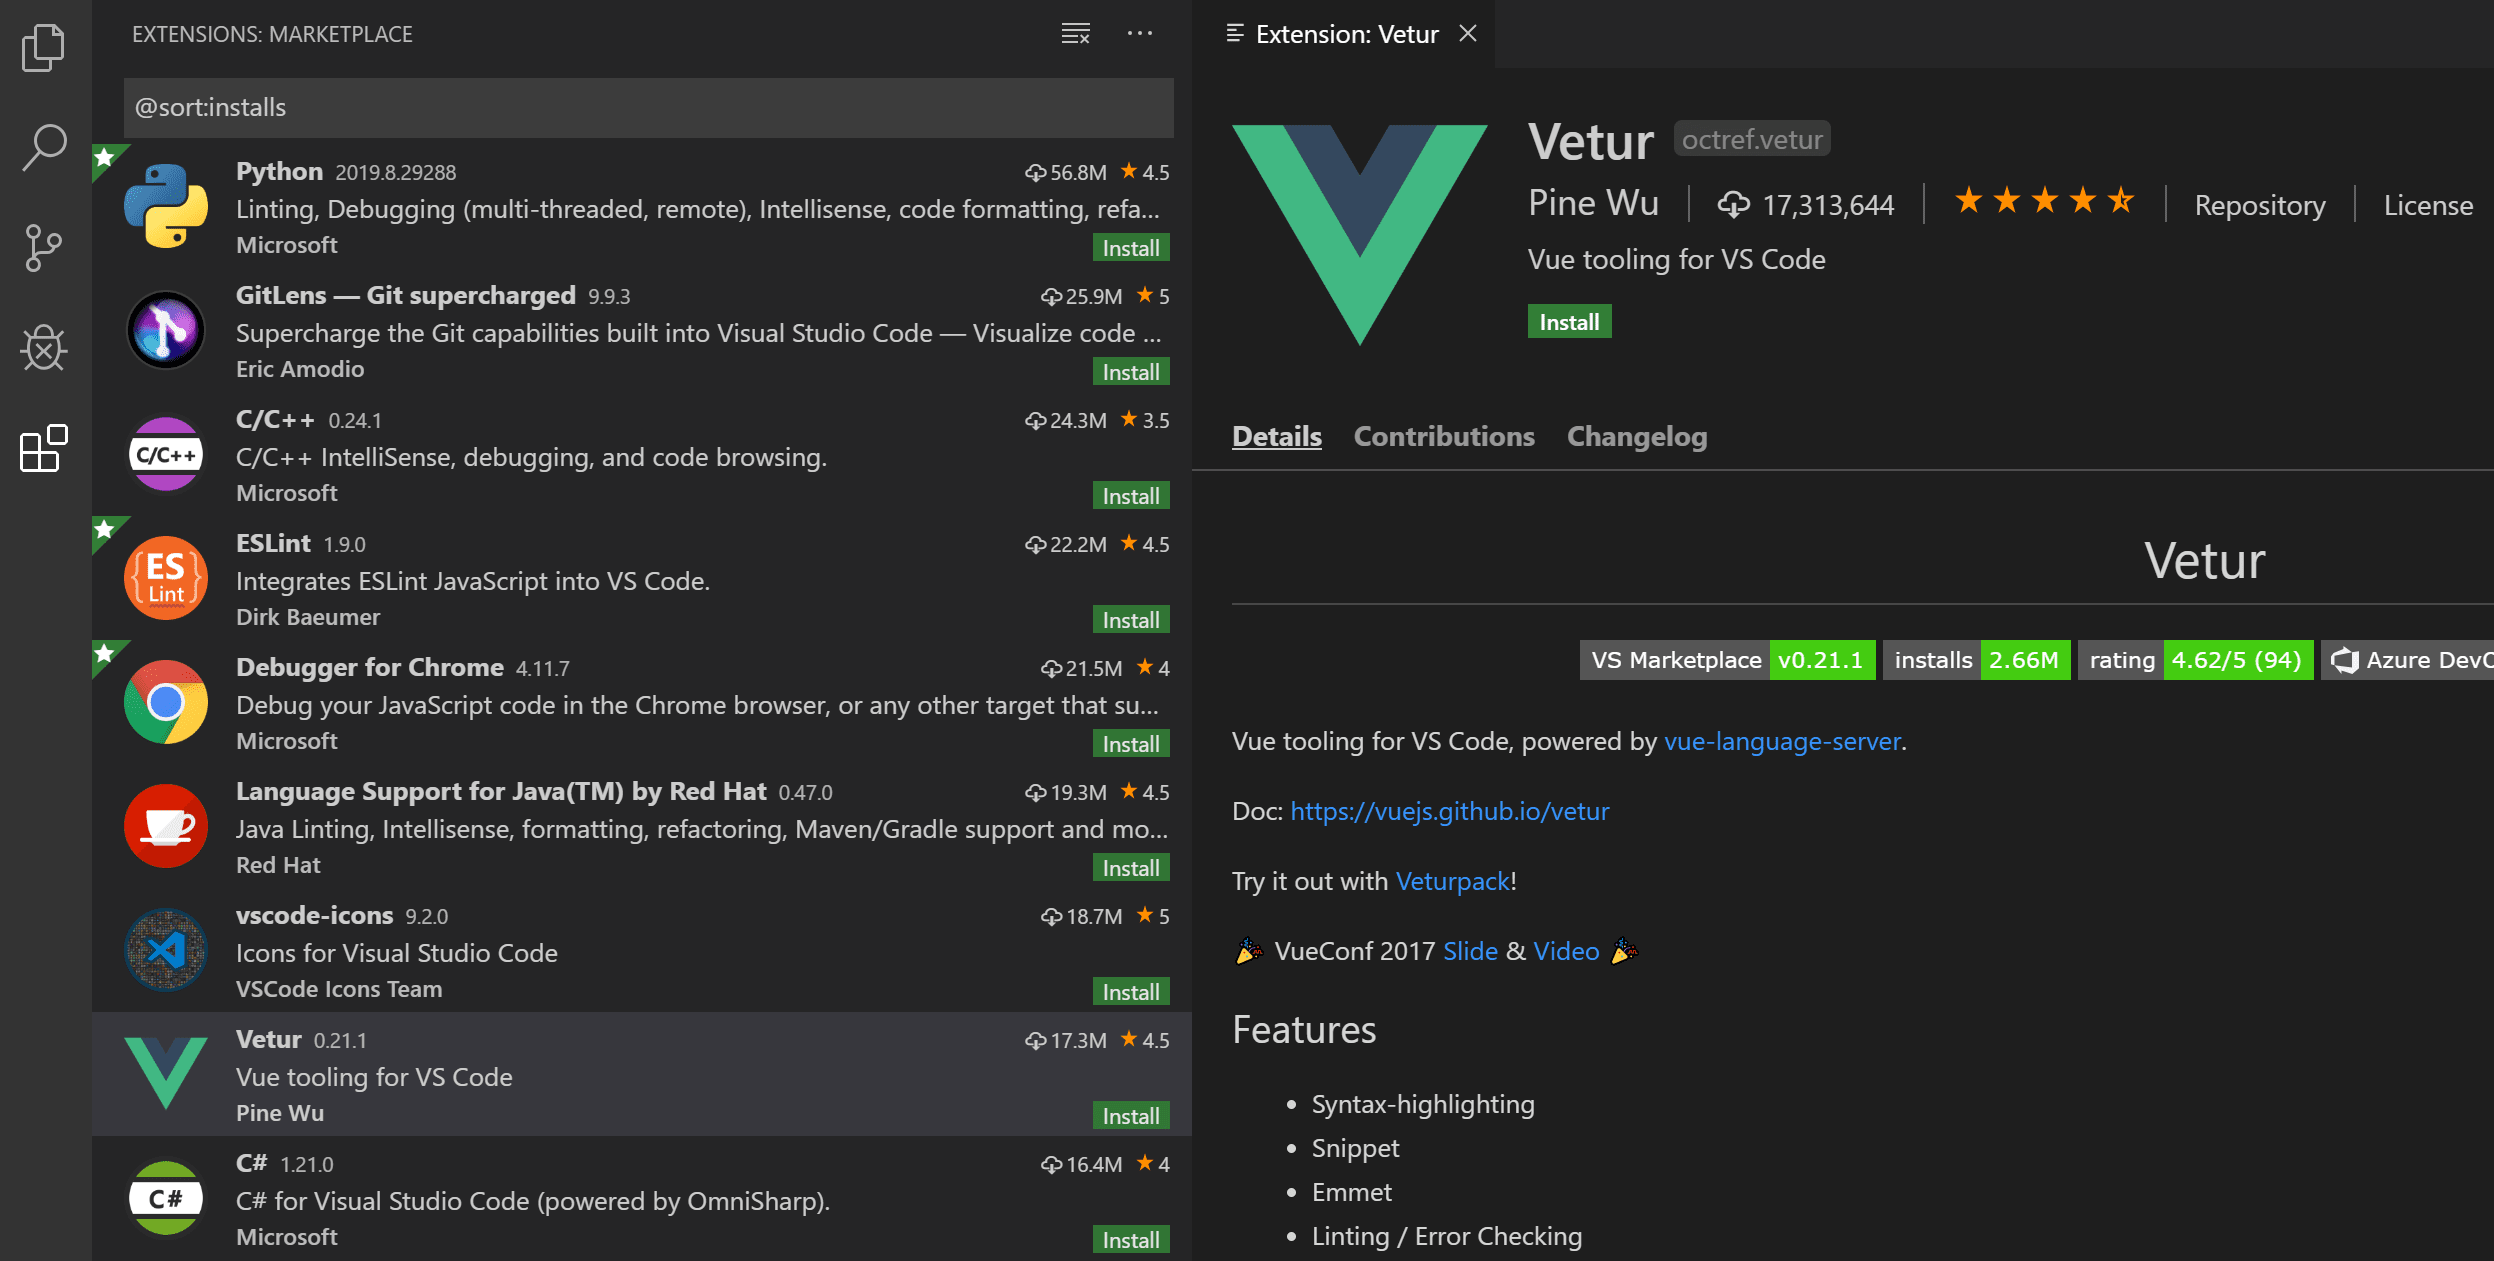 EXTENSIONS: MARKETPLACE
@sort:installs
Python 2019.8.29288 56.8M 4.5
Linting, Debugging (multi-threaded, remote), Intellisense, code formatting, refa...
Microsoft Install
GitLens — Git supercharged 9.9.3 25.9M 5
Supercharge the Git capabilities built into Visual Studio Code — Visualize code ...
Eric Amodio Install
C/C++
C/C++ 0.24.1 24.3M 3.5
C/C++ IntelliSense, debugging, and code browsing.
Microsoft Install
{ES}
Lint
ESLint 1.9.0 22.2M 4.5
Integrates ESLint JavaScript into VS Code.
Dirk Baeumer Install
Debugger for Chrome 4.11.7 21.5M 4
Debug your JavaScript code in the Chrome browser, or any other target that su...
Microsoft Install
Language Support for Java(TM) by Red Hat 0.47.0 19.3M 4.5
Java Linting, Intellisense, formatting, refactoring, Maven/Gradle support and mo...
Red Hat Install
vscode-icons 9.2.0 18.7M 5
Icons for Visual Studio Code
VSCode Icons Team Install
Vetur 0.21.1 17.3M 4.5
Vue tooling for VS Code
Pine Wu Install
C#
C# 1.21.0 16.4M 4
C# for Visual Studio Code (powered by OmniSharp).
Microsoft Install
Extension: Vetur
Vetur octref.vetur
Pine Wu | 17,313,644 | | Repository | License
Vue tooling for VS Code
Install
Details Contributions Changelog
Vetur
VS Marketplace v0.21.1 installs 2.66M rating 4.62/5 (94) Azure DevO
Vue tooling for VS Code, powered by vue-language-server.
Doc: https://vuejs.github.io/vetur
Try it out with Veturpack!
🎉 VueConf 2017 Slide & Video 🎉
Features
• Syntax-highlighting
• Snippet
• Emmet
• Linting / Error Checking